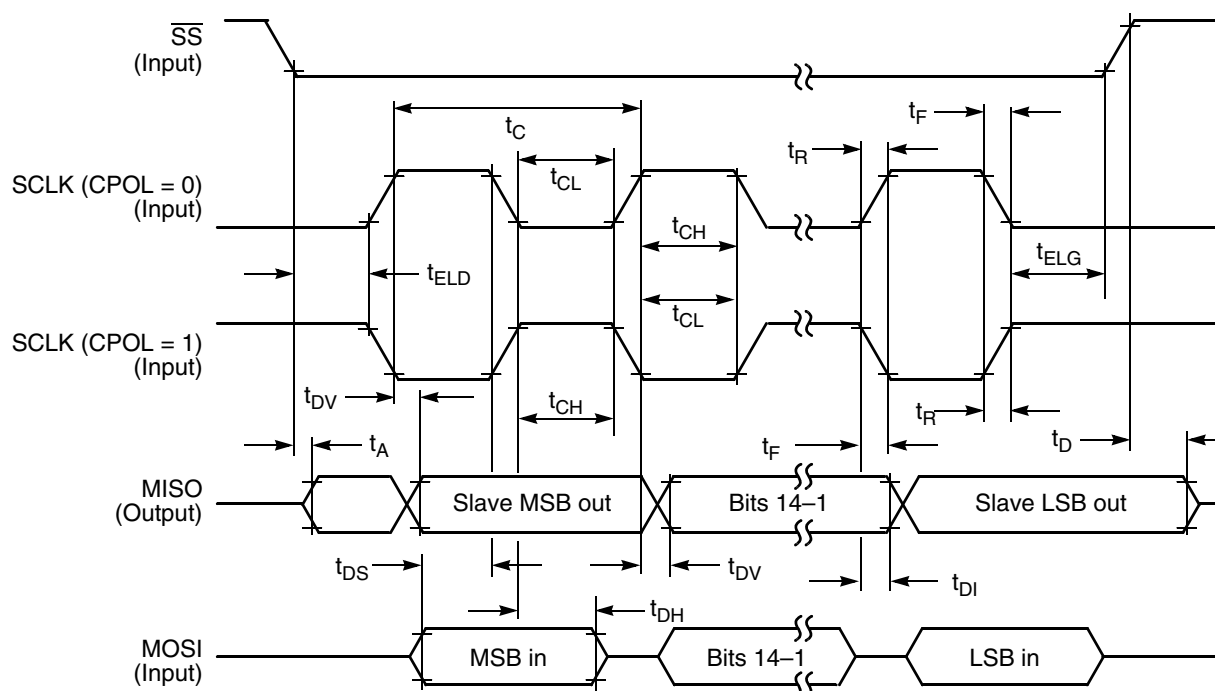 SS
(Input)
tC
tF
tR
SCLK (CPOL = 0)
(Input)
tCL
tCH
tELG
tELD
tCL
SCLK (CPOL = 1)
(Input)
tDV
tCH
tR
tA
tF
tD
MISO
(Output)
Slave MSB out
Bits 14–1
Slave LSB out
tDS
tDV
tDI
tDH
MOSI
(Input)
MSB in
Bits 14–1
LSB in